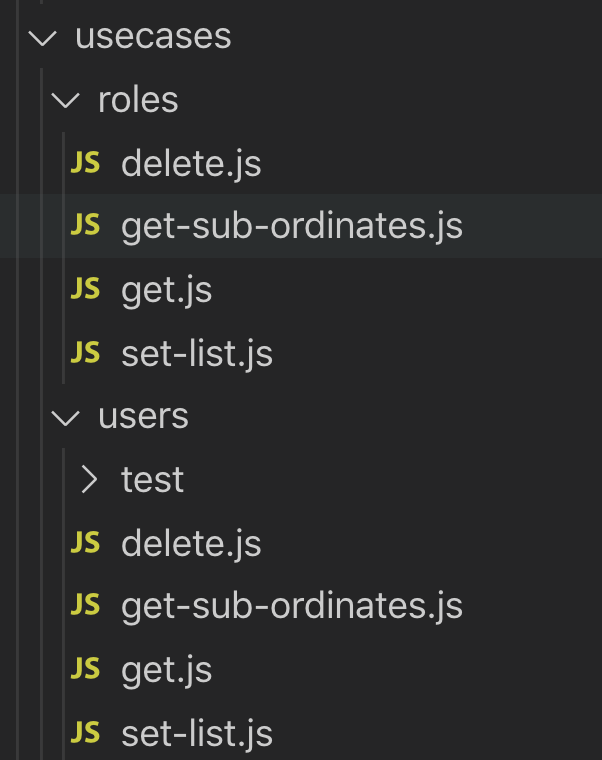 usecases
roles
JS delete.js
JS get-sub-ordinates.js
JS get.js
JS set-list.js
users
test
JS delete.js
JS get-sub-ordinates.js
JS get.js
JS set-list.js